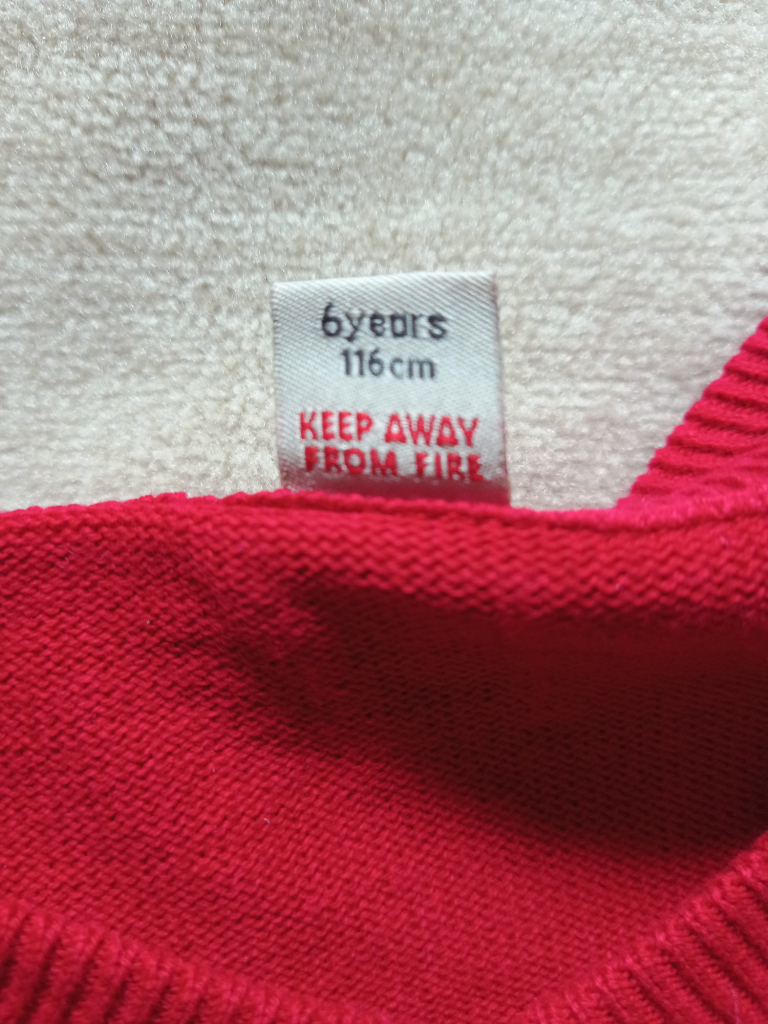 6years
116cm
KEEP AWAY
FROM FIRE